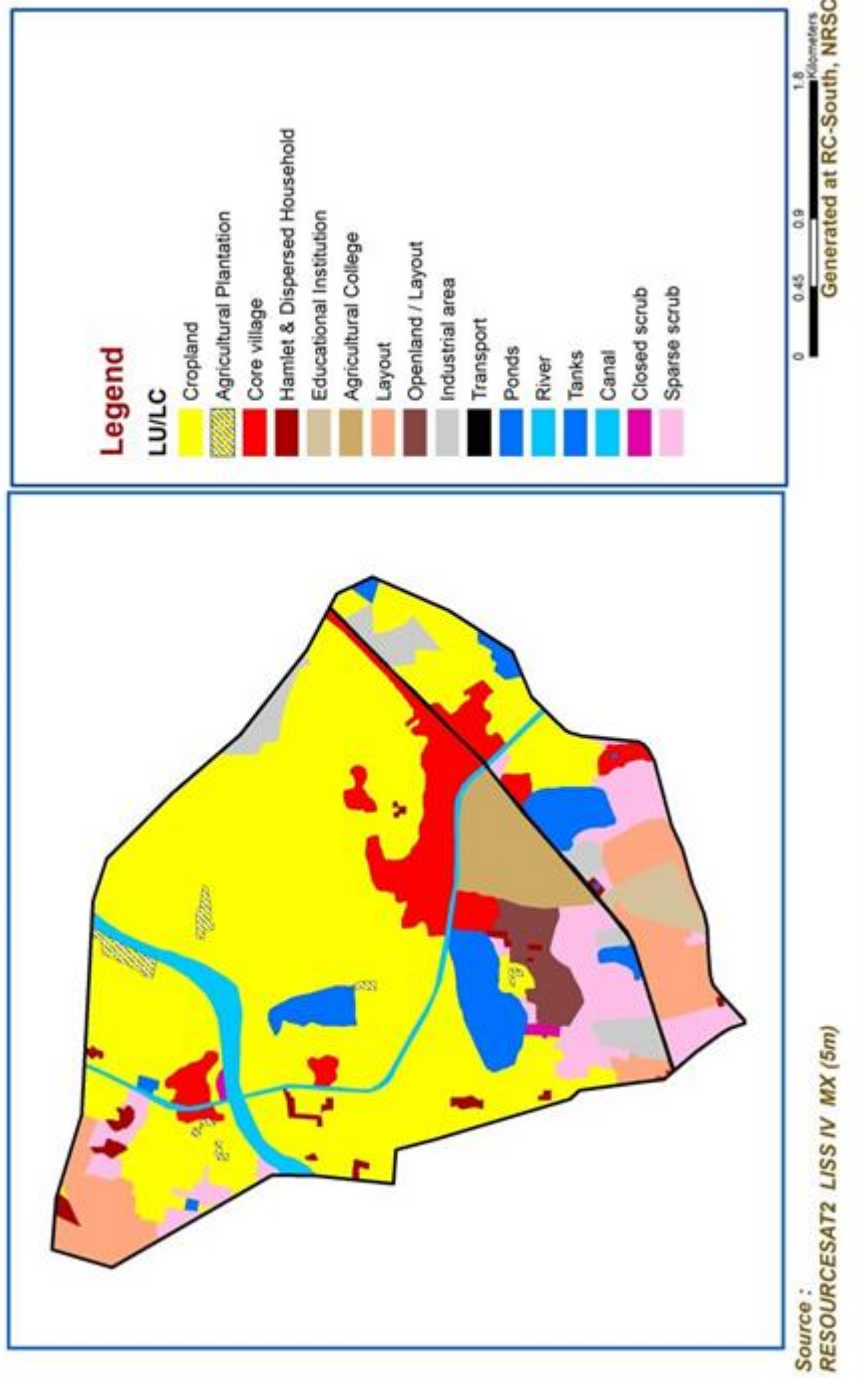 Legend
LU/LC
Cropland
Agricultural Plantation
Core village
Hamlet & Dispersed Household
Educational Institution
Agricultural College
Layout
Openland / Layout
Industrial area
Transport
Ponds
River
Tanks
Canal
Closed scrub
Sparse scrub
0 0.45 0.9 1.8
Kilometers
Source :
RESOURCESAT2 LISS IV MX (5m)
Generated at RC-South, NRSC